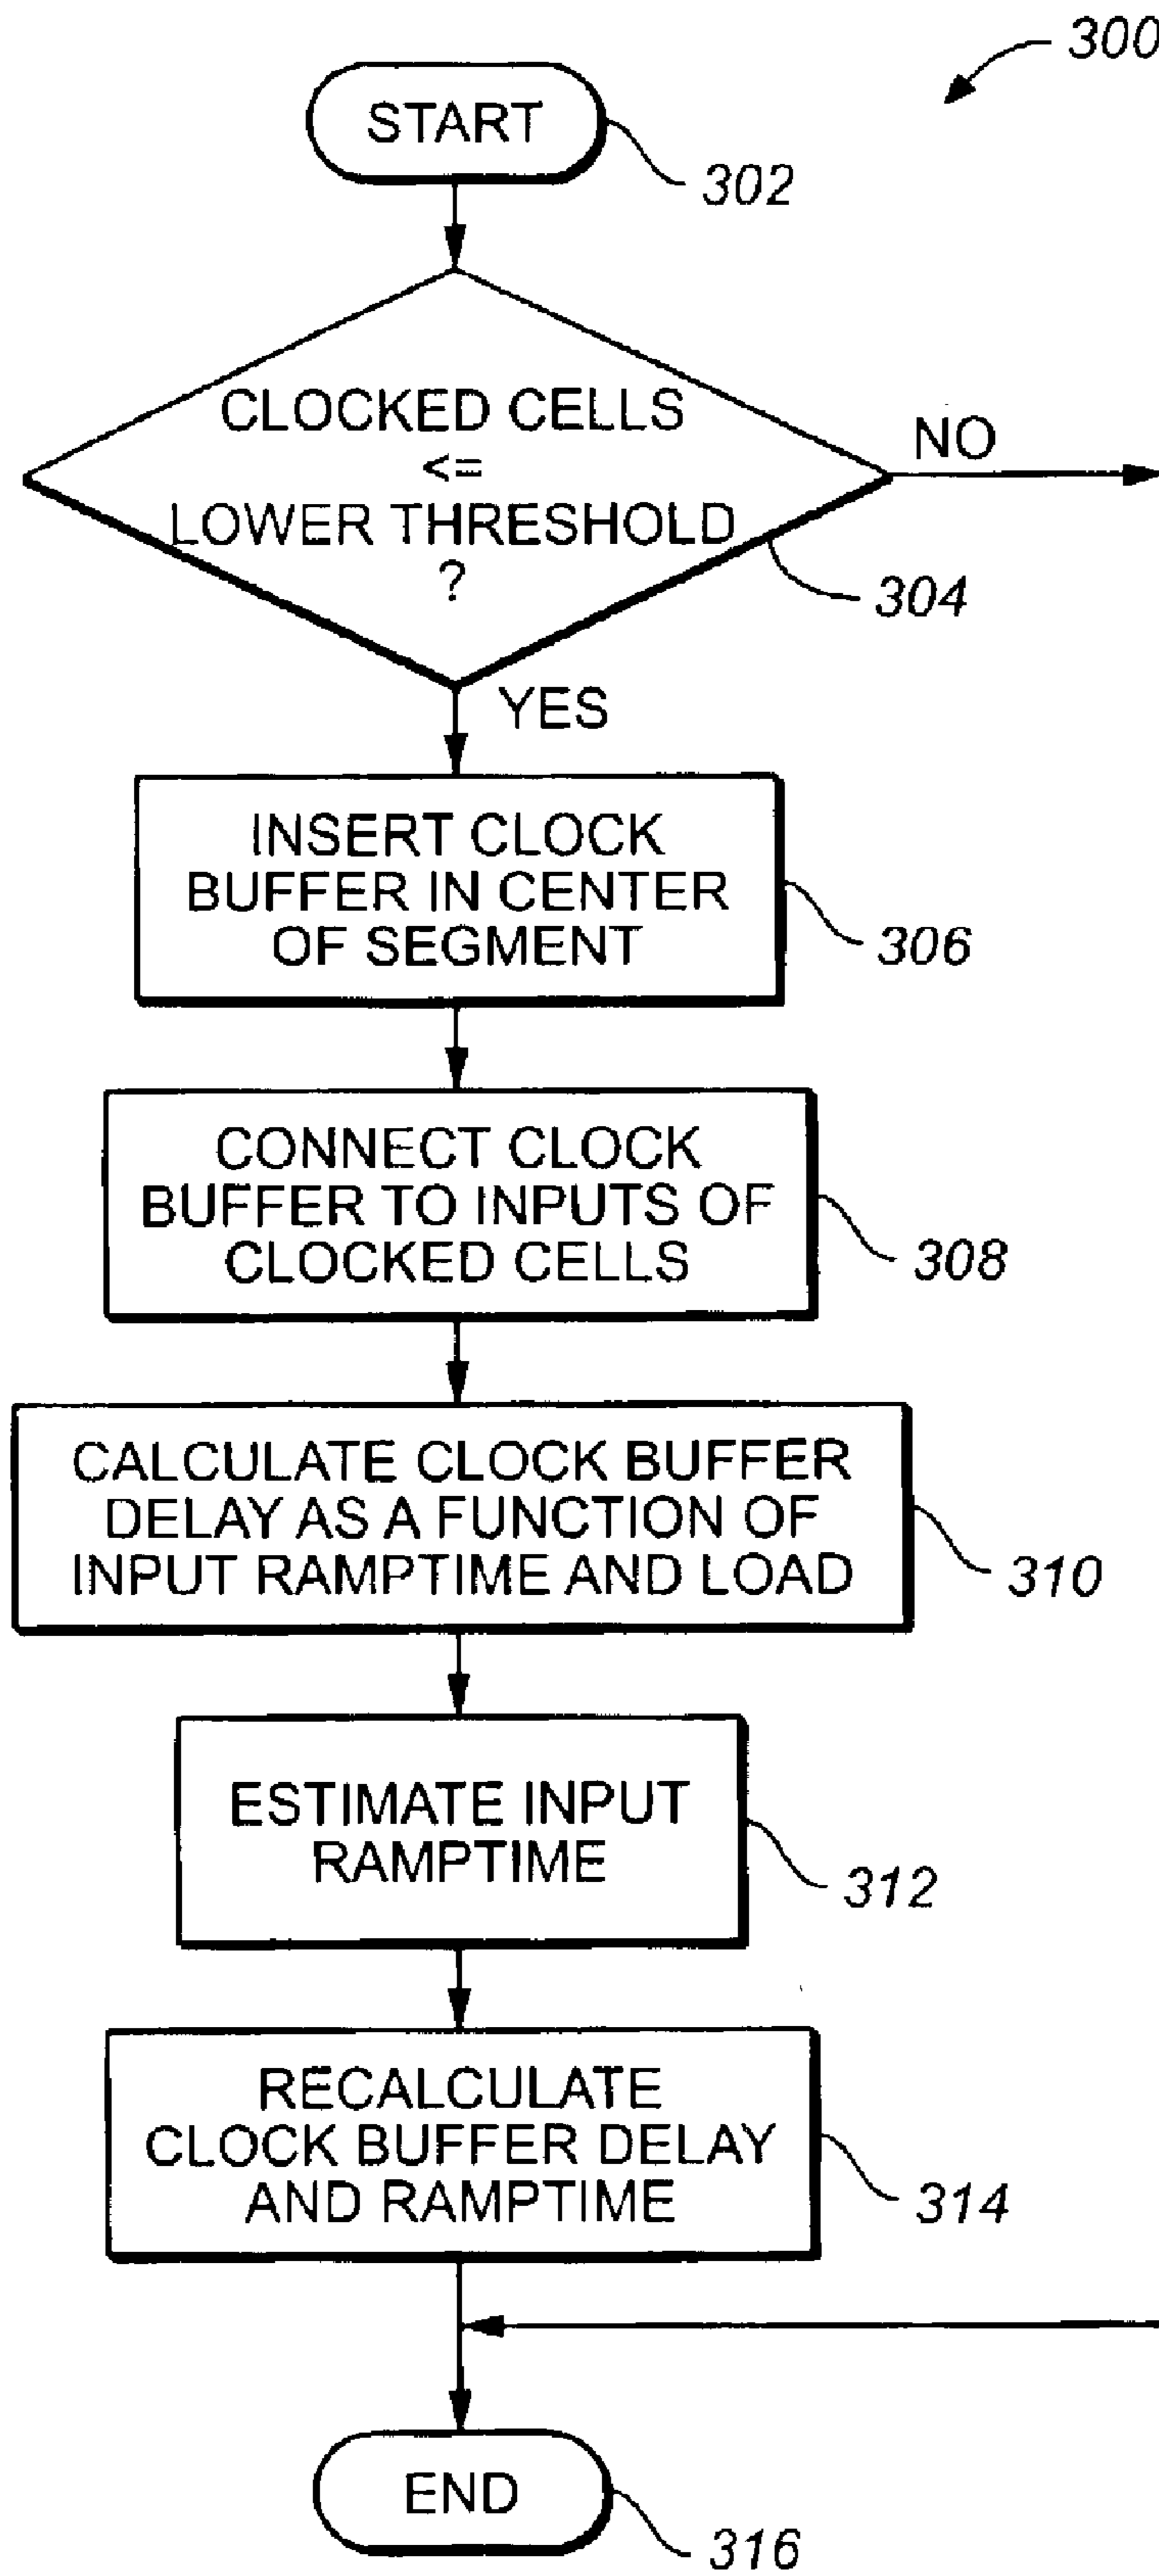 300
START
302
CLOCKED CELLS
<=
LOWER THRESHOLD
?
NO
304
YES
INSERT CLOCK
BUFFER IN CENTER
OF SEGMENT
306
CONNECT CLOCK
BUFFER TO INPUTS OF
CLOCKED CELLS
308
CALCULATE CLOCK BUFFER
DELAY AS A FUNCTION OF
INPUT RAMPTIME AND LOAD
310
ESTIMATE INPUT
RAMPTIME
312
RECALCULATE
CLOCK BUFFER DELAY
AND RAMPTIME
314
END
316